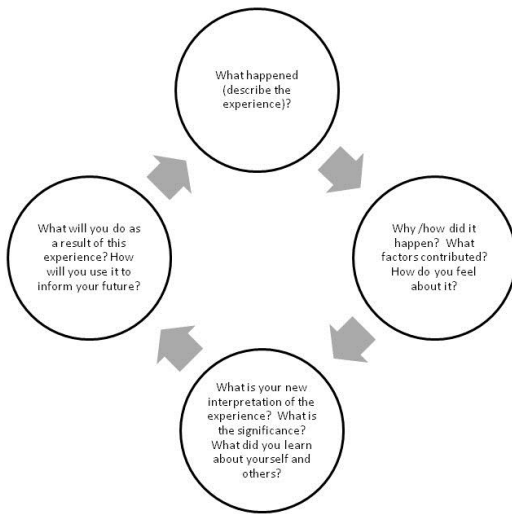 What happened
(describe the
experience)?
Why /how did it
happen? What
factors contributed?
How do you feel
about it?
What is your new
interpretation of the
experience? What is
the significance?
What did you learn
about yourself and
others?
What will you do as
a result of this
experience? How
will you use it to
inform your future?